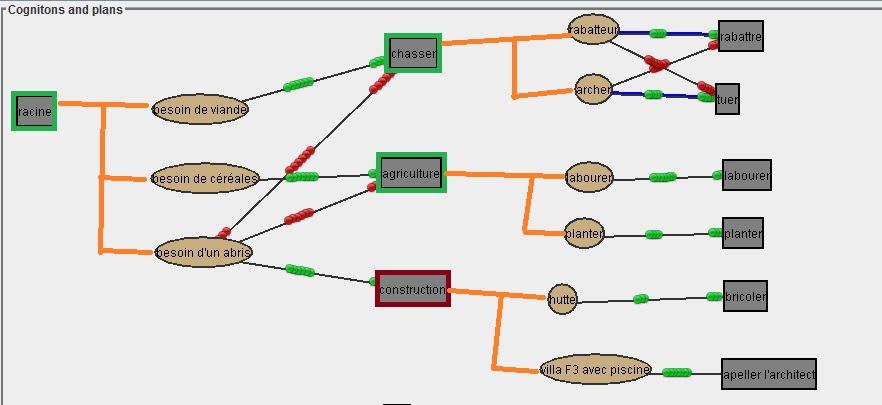 Cognitons and plans
racine
besoin de viande
besoin de céréales
besoin d'un abris
chasser
agriculture
construction
rabatteur
archer
labourer
planter
hutte
villa F3 avec piscine
rabattre
tuer
labourer
planter
bricoler
apeller l'architect